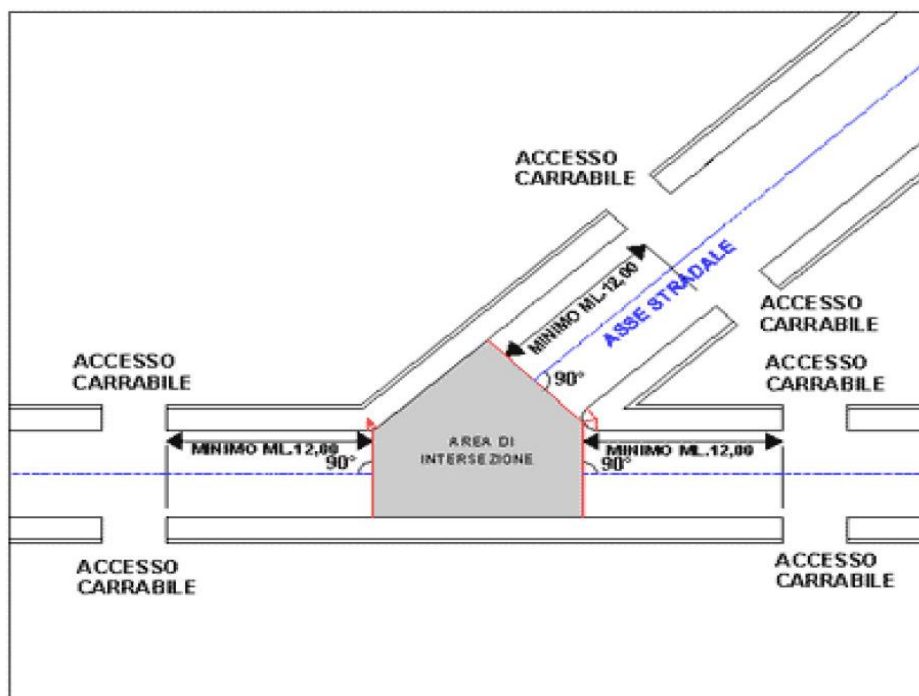 ACCESSO
CARRABILE
MINIMO ML.12,00
ASSE STRADALE
ACCESSO
CARRABILE
ACCESSO
CARRABILE
ACCESSO
CARRABILE
90°
MINIMO ML.12,00
90°
AREA DI
INTERSEZIONE
MINIMO ML.12,00
90°
ACCESSO
CARRABILE
ACCESSO
CARRABILE